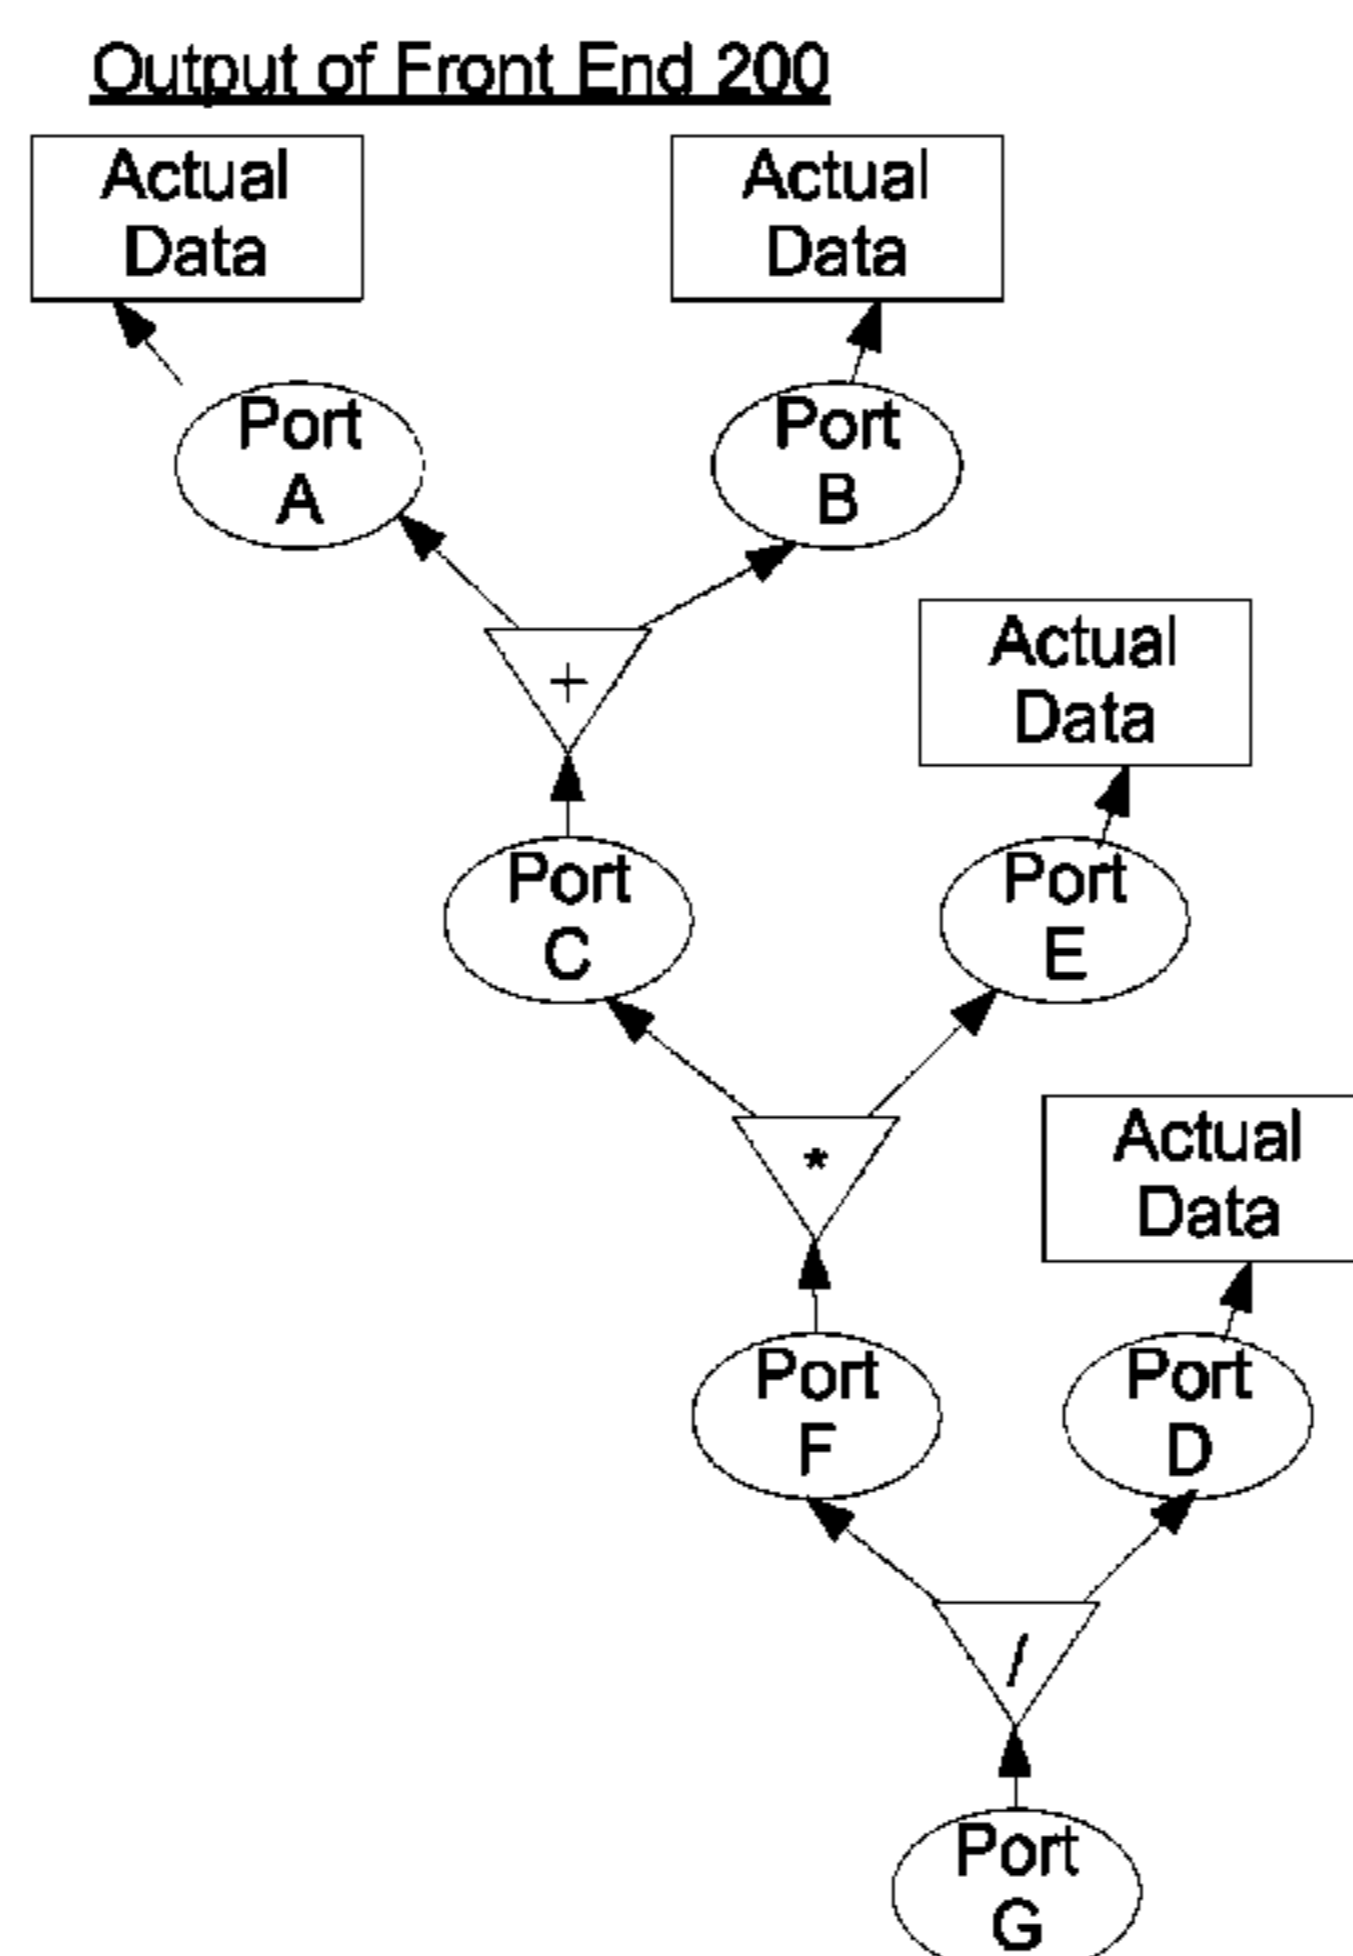 Output of Front End 200
Actual
Data
Actual
Data
Port
A
Port
B
+
Actual
Data
Port
C
Port
E
*
Actual
Data
Port
F
Port
D
/
Port
G